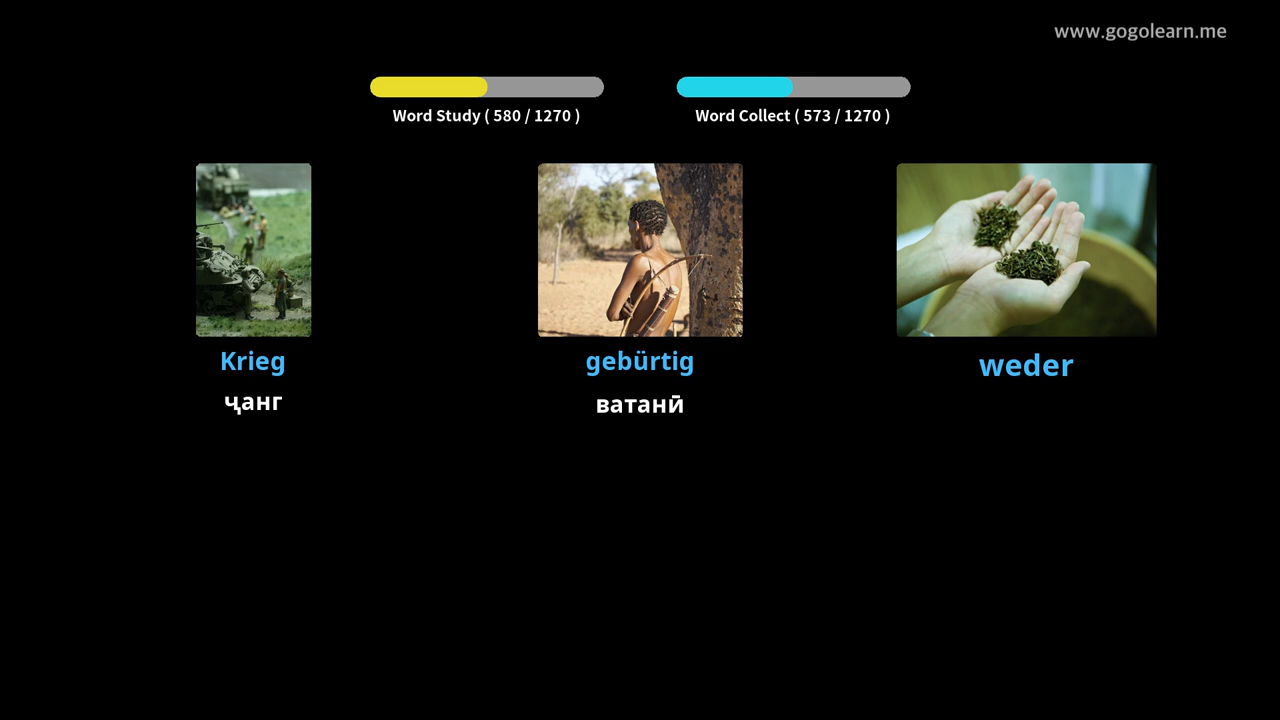 www.gogolearn.me
Word Study ( 580 / 1270 )
Word Collect ( 573 / 1270 )
Krieg
ҷанг
gebürtig
ватанӣ
weder